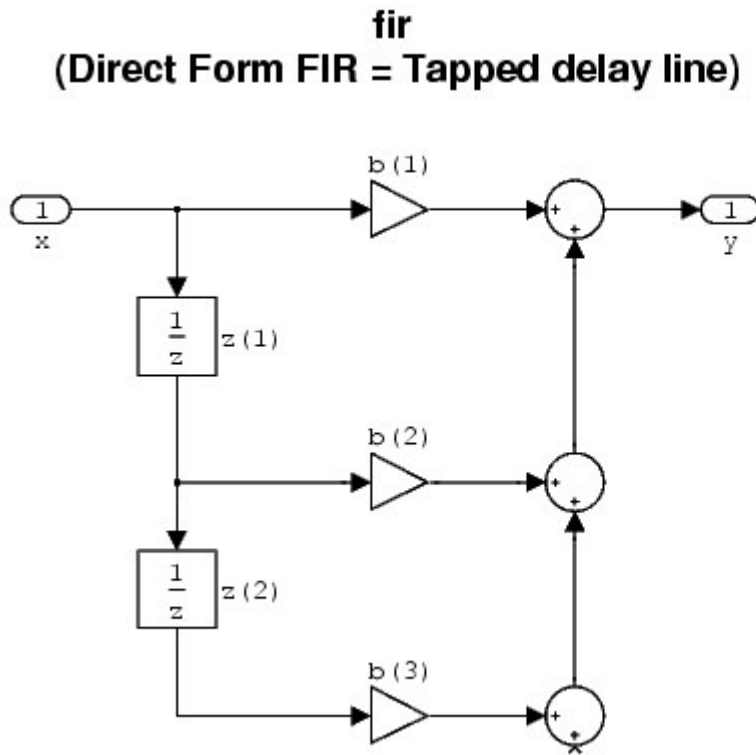 fir
(Direct Form FIR = Tapped delay line)
b(1)
1
x
+
+
1
y
1
z
z(1)
b(2)
+
+
1
z
z(2)
b(3)
+
+